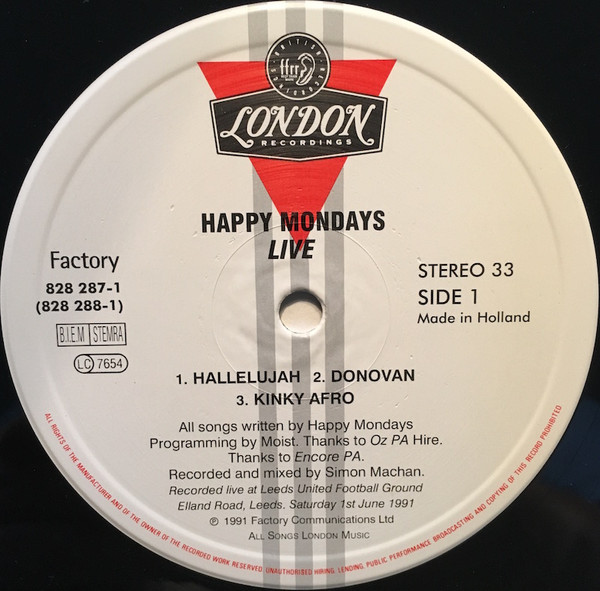 BRITISH
RECORDINGS
ffrr
LONDON
RECORDINGS
HAPPY MONDAYS
LIVE
Factory
828 287-1
(828 288-1)
B.I.E.M STEMRA
LC 7654
STEREO 33
SIDE 1
Made in Holland
1. HALLELUJAH 2. DONOVAN
3. KINKY AFRO
All songs written by Happy Mondays
Programming by Moist. Thanks to Oz PA Hire.
Thanks to Encore PA.
Recorded and mixed by Simon Machan.
Recorded live at Leeds United Football Ground
Elland Road, Leeds. Saturday 1st June 1991
℗ 1991 Factory Communications Ltd
ALL SONGS LONDON MUSIC
ALL RIGHTS OF THE MANUFACTURER AND OF THE OWNER OF THE RECORDED WORK RESERVED. UNAUTHORISED HIRING, LENDING, PUBLIC PERFORMANCE BROADCASTING AND COPYING OF THIS RECORD PROHIBITED